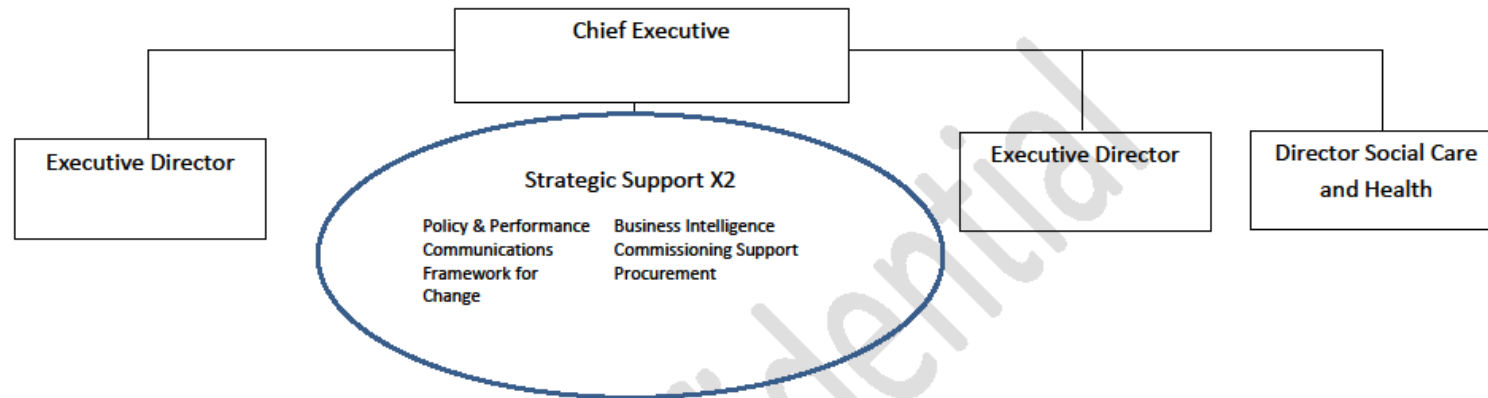 Chief Executive
Executive Director
Strategic Support X2
Policy & Performance
Communications
Framework for
Change
Business Intelligence
Commissioning Support
Procurement
Executive Director
Director Social Care
and Health